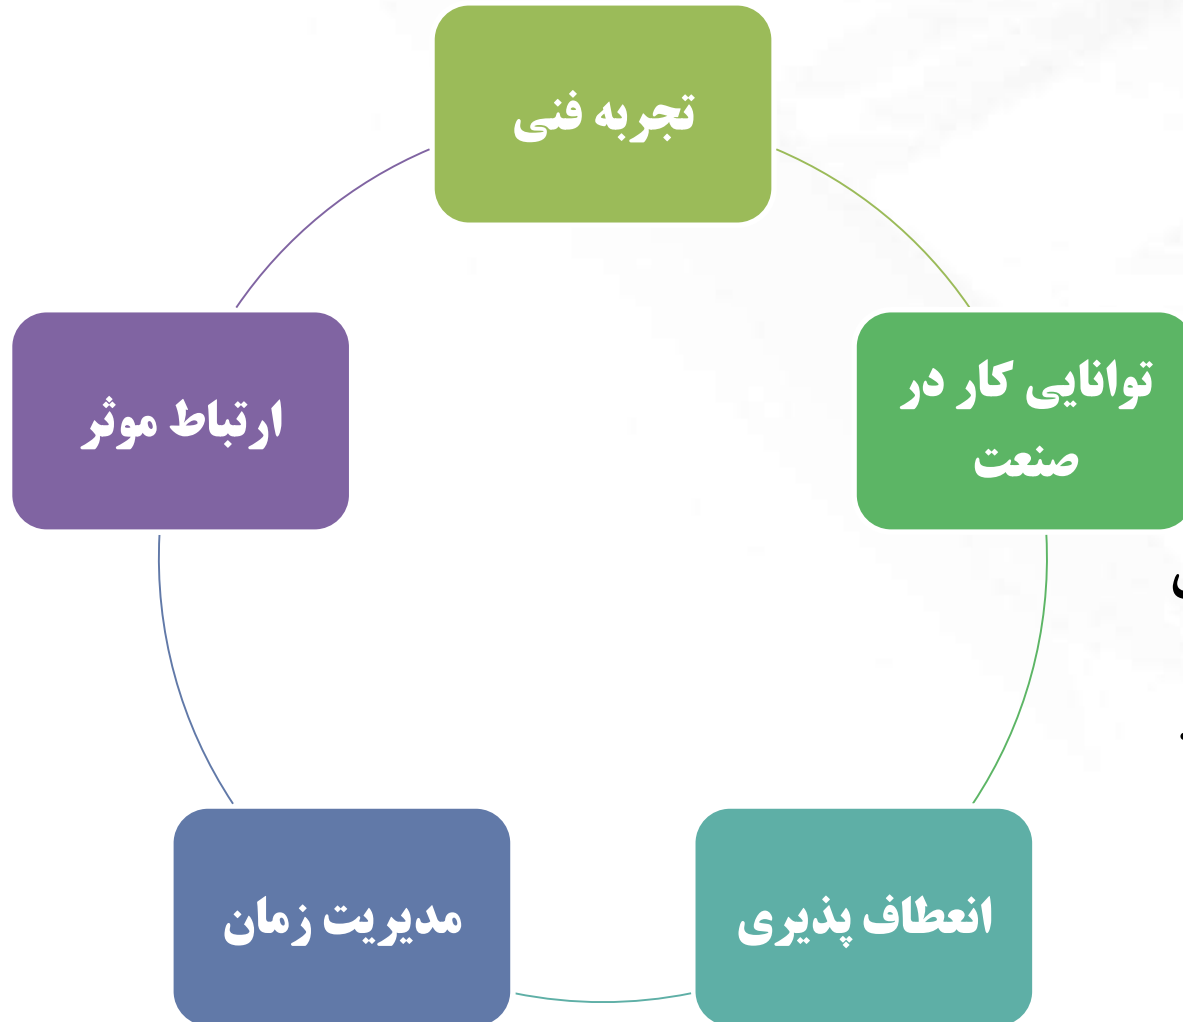 تجربه فنی
توانایی کار در
صنعت
انعطاف پذیری
مدیریت زمان
ارتباط موثر